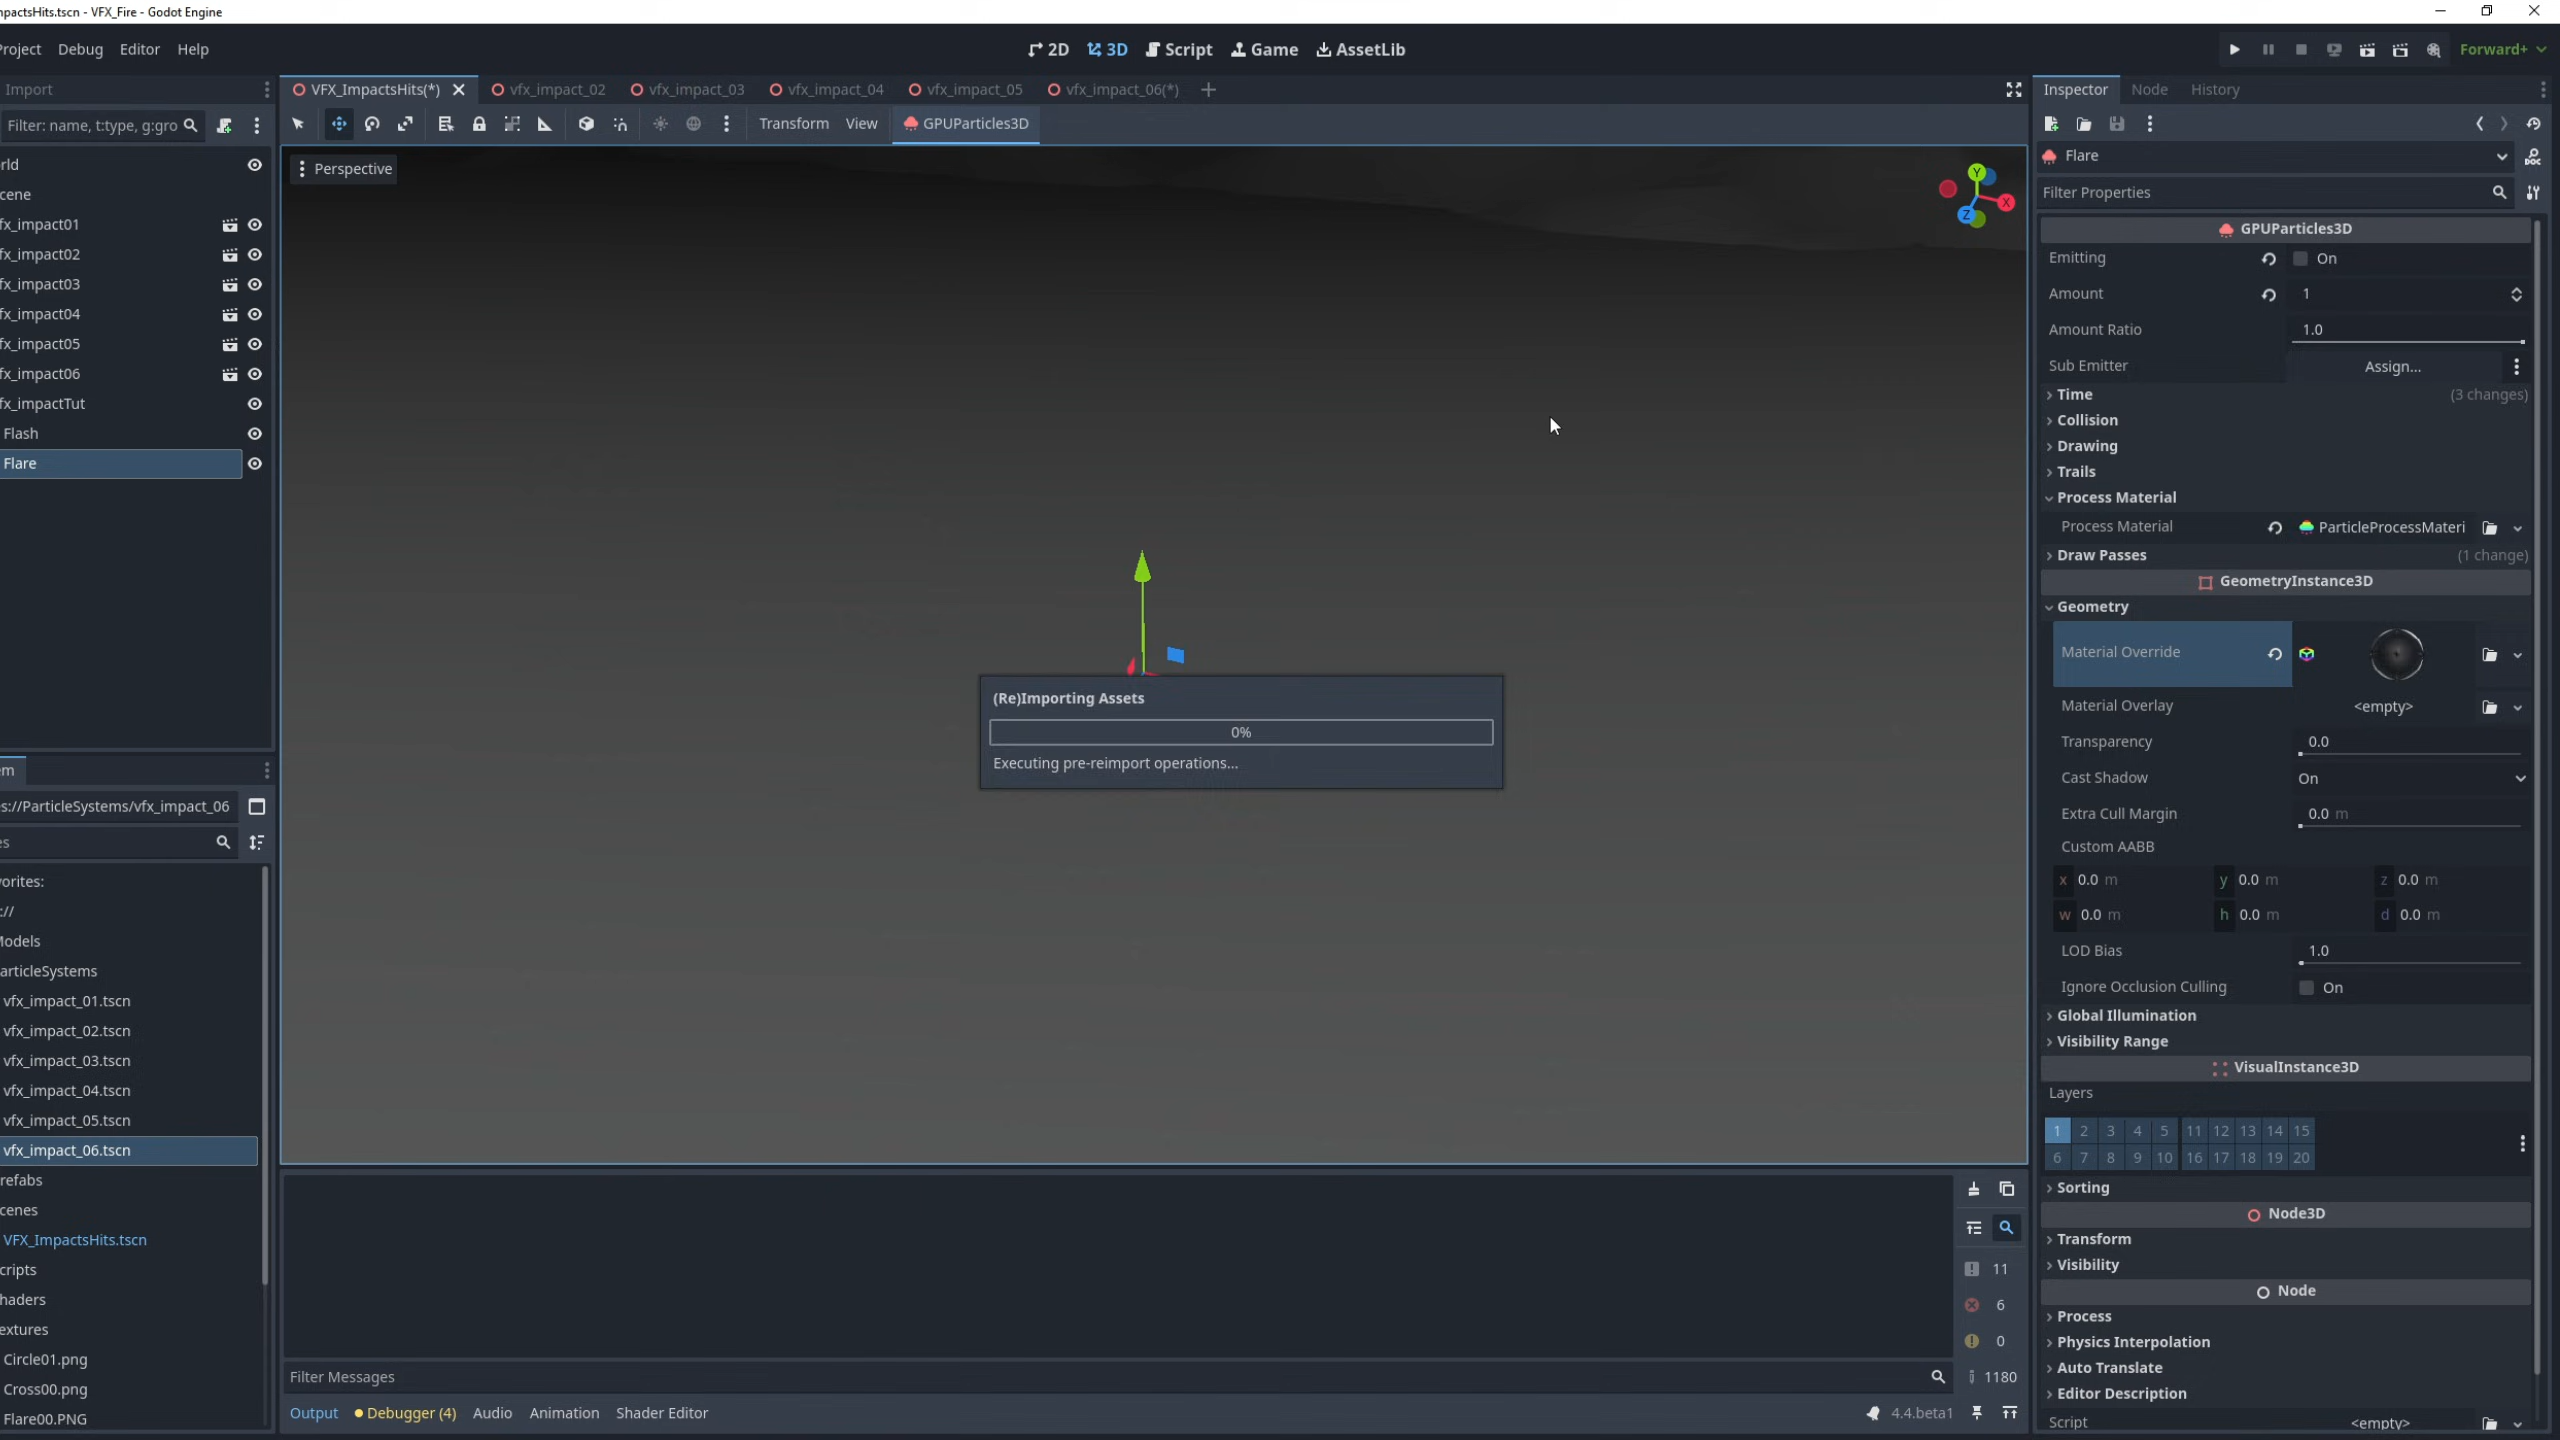 npactsHits.tscn - VFX_Fire - Godot Engine
Project Debug Editor Help
2D 3D Script Game AssetLib
Forward+
Import
VFX_ImpactsHits(*) vfx_impact_02 vfx_impact_03 vfx_impact_04 vfx_impact_05 vfx_impact_06(*)
Inspector Node History
Filter: name, t:type, g:gro
Transform View GPUParticles3D
rld
cene
fx_impact01
fx_impact02
fx_impact03
fx_impact04
fx_impact05
fx_impact06
fx_impactTut
Flash
Flare
Perspective
Y
X
Z
(Re)Importing Assets
0%
Executing pre-reimport operations...
Flare
DOC
Filter Properties
GPUParticles3D
Emitting On
Amount 1
Amount Ratio 1.0
Sub Emitter Assign...
Time (3 changes)
Collision
Drawing
Trails
Process Material
Process Material ParticleProcessMateri
Draw Passes (1 change)
GeometryInstance3D
Geometry
Material Override
Material Overlay <empty>
Transparency 0.0
Cast Shadow On
Extra Cull Margin 0.0 m
Custom AABB
x 0.0 m y 0.0 m z 0.0 m
w 0.0 m h 0.0 m d 0.0 m
LOD Bias 1.0
Ignore Occlusion Culling On
Global Illumination
Visibility Range
VisualInstance3D
Layers
1 2 3 4 5 11 12 13 14 15
6 7 8 9 10 16 17 18 19 20
Sorting
Node3D
Transform
Visibility
Node
Process
Physics Interpolation
Auto Translate
Editor Description
Script <empty>
em
s://ParticleSystems/vfx_impact_06
es
vorites:
://
Models
articleSystems
vfx_impact_01.tscn
vfx_impact_02.tscn
vfx_impact_03.tscn
vfx_impact_04.tscn
vfx_impact_05.tscn
vfx_impact_06.tscn
refabs
cenes
VFX_ImpactsHits.tscn
cripts
haders
extures
Circle01.png
Cross00.png
Flare00.PNG
11
6
0
1180
Filter Messages
Output Debugger (4) Audio Animation Shader Editor
4.4.beta1